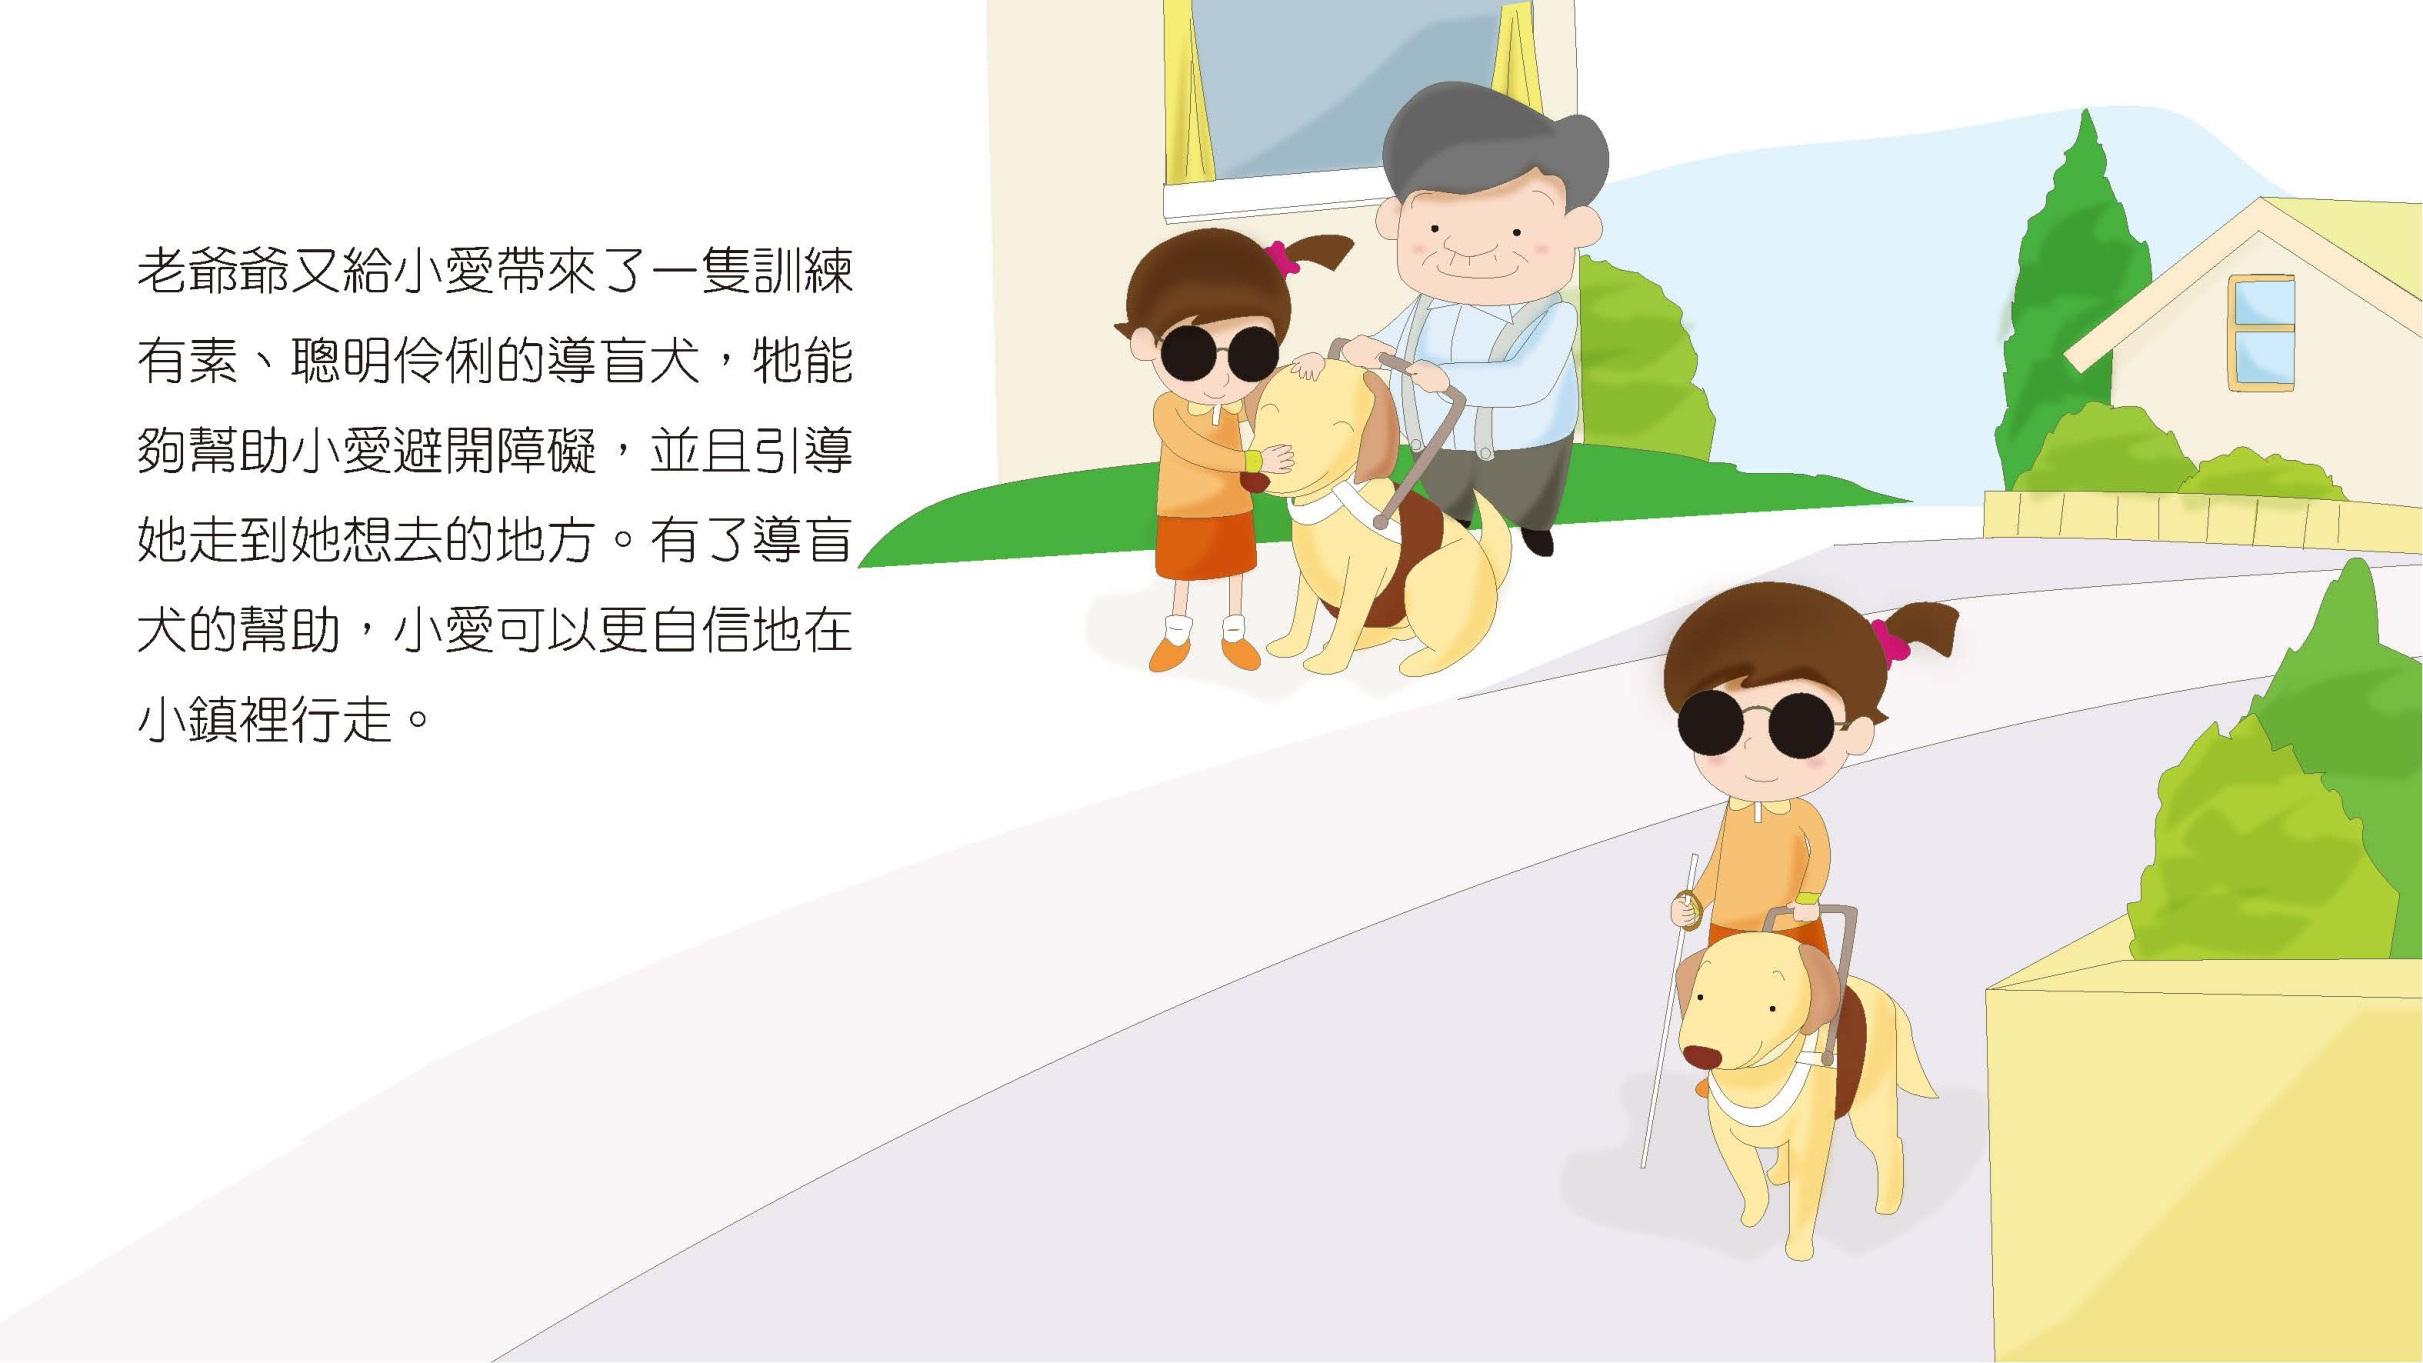 老爺爺又給小愛帶來了一隻訓練
有素、聰明伶俐的導盲犬，牠能
夠幫助小愛避開障礙，並且引導
她走到她想去的地方。有了導盲
犬的幫助，小愛可以更自信地在
小鎮裡行走。